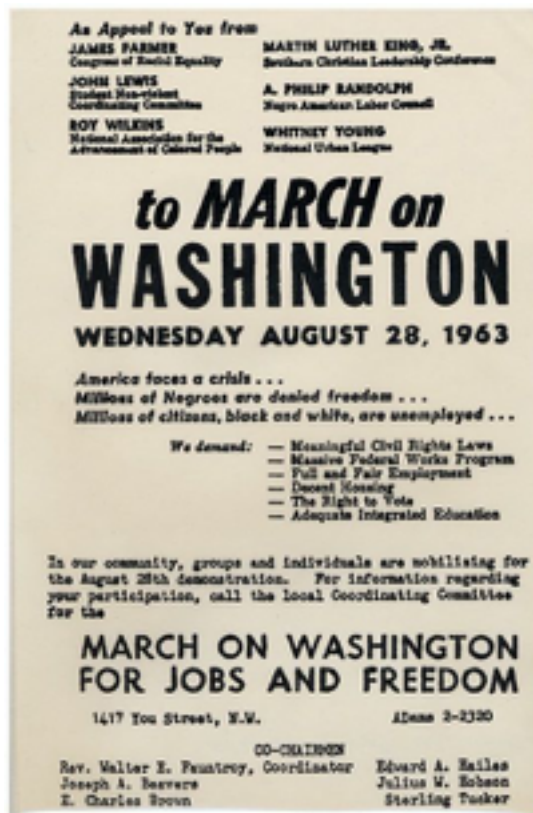 An Appeal to You from
JAMES FARMER
Congress of Racial Equality
MARTIN LUTHER KING, JR.
Southern Christian Leadership Conference
JOHN LEWIS
Student Non-violent
Coordinating Committee
A. PHILIP RANDOLPH
Negro American Labor Council
ROY WILKINS
National Association for the
Advancement of Colored People
WHITNEY YOUNG
National Urban League
to MARCH on
WASHINGTON
WEDNESDAY AUGUST 28, 1963
America faces a crisis ...
Millions of Negroes are denied freedom ...
Millions of citizens, black and white, are unemployed ...
We demand: — Meaningful Civil Rights Laws
— Massive Federal Works Program
— Full and Fair Employment
— Decent Housing
— The Right to Vote
— Adequate Integrated Education
In our community, groups and individuals are mobilizing for
the August 28th demonstration. For information regarding
your participation, call the local Coordinating Committee
for the
MARCH ON WASHINGTON
FOR JOBS AND FREEDOM
1417 You Street, N.W. ADams 2-2320
CO-CHAIRMEN
Rev. Walter E. Fauntroy, Coordinator
Joseph A. Beavers
E. Charles Brown
Edward A. Hailes
Julius W. Hobson
Sterling Tucker